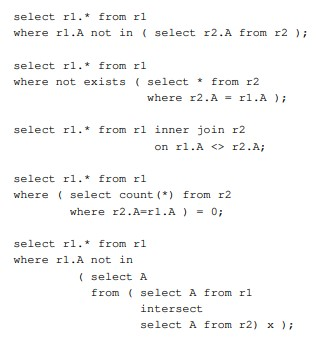 select r1.* from r1
where r1.A not in ( select r2.A from r2 );
select r1.* from r1
where not exists ( select * from r2
where r2.A = r1.A );
select r1.* from r1 inner join r2
on r1.A <> r2.A;
select r1.* from r1
where ( select count(*) from r2
where r2.A=r1.A ) = 0;
select r1.* from r1
where r1.A not in
( select A
from ( select A from r1
intersect
select A from r2) x );